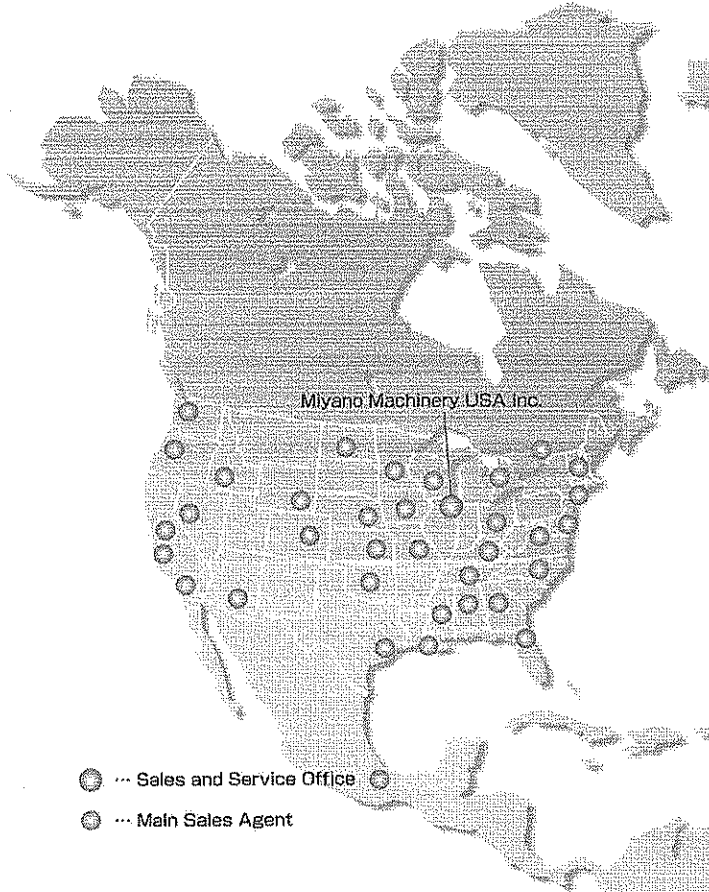 Miyano Machinery USA Inc.
··· Sales and Service Office
··· Main Sales Agent